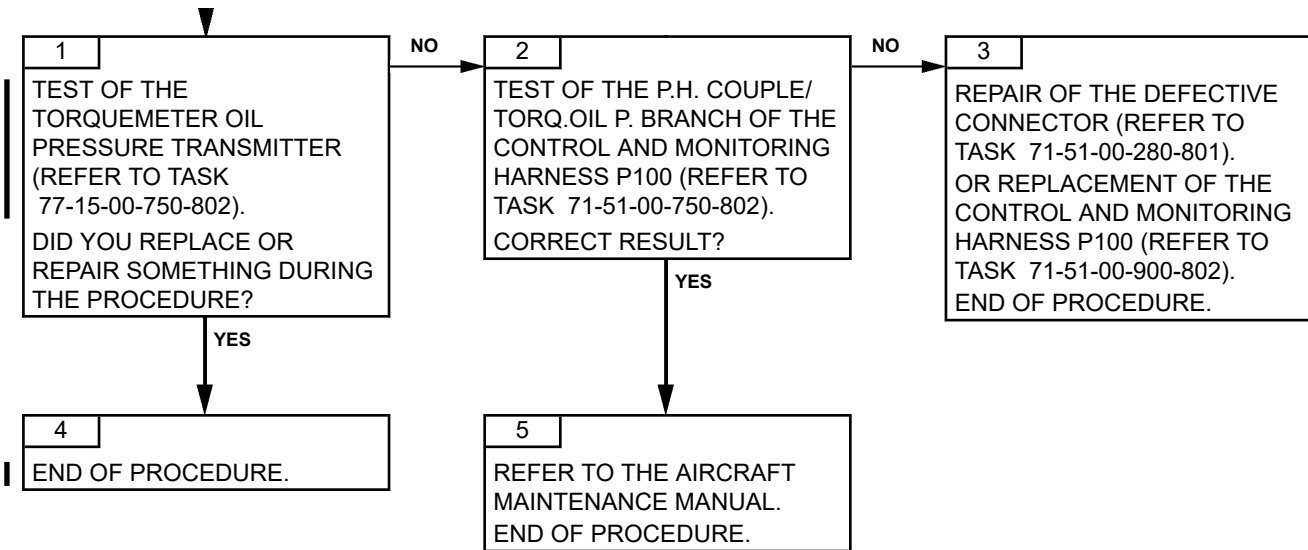 1
TEST OF THE
TORQUEMETER OIL
PRESSURE TRANSMITTER
(REFER TO TASK
77-15-00-750-802).
DID YOU REPLACE OR
REPAIR SOMETHING DURING
THE PROCEDURE?
NO
YES
2
TEST OF THE P.H. COUPLE/
TORQ.OIL P. BRANCH OF THE
CONTROL AND MONITORING
HARNESS P100 (REFER TO
TASK 71-51-00-750-802).
CORRECT RESULT?
NO
YES
3
REPAIR OF THE DEFECTIVE
CONNECTOR (REFER TO
TASK 71-51-00-280-801).
OR REPLACEMENT OF THE
CONTROL AND MONITORING
HARNESS P100 (REFER TO
TASK 71-51-00-900-802).
END OF PROCEDURE.
4
END OF PROCEDURE.
5
REFER TO THE AIRCRAFT
MAINTENANCE MANUAL.
END OF PROCEDURE.